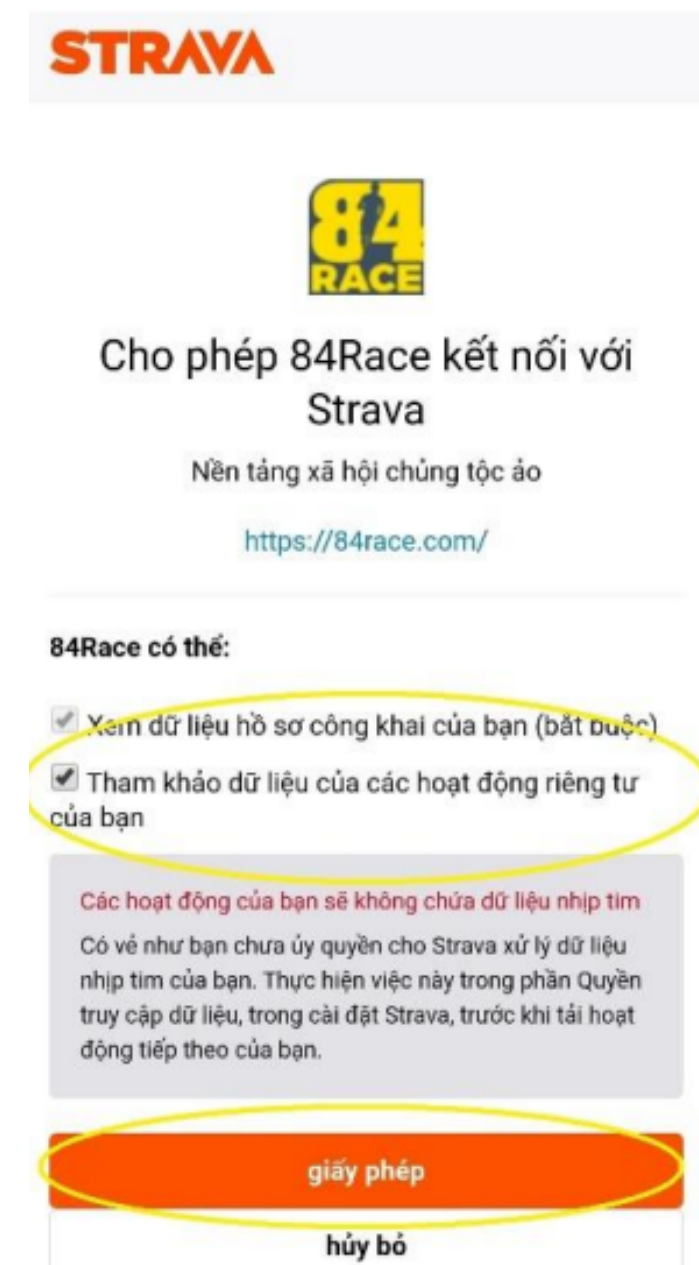 STRAVA
84
RACE
Cho phép 84Race kết nối với
Strava
Nền tảng xã hội chủng tộc ảo
https://84race.com/
84Race có thể:
Xem dữ liệu hồ sơ công khai của bạn (bắt buộc)
Tham khảo dữ liệu của các hoạt động riêng tư
của bạn
Các hoạt động của bạn sẽ không chứa dữ liệu nhịp tim
Có vẻ như bạn chưa ủy quyền cho Strava xử lý dữ liệu
nhịp tim của bạn. Thực hiện việc này trong phần Quyền
truy cập dữ liệu, trong cài đặt Strava, trước khi tải hoạt
động tiếp theo của bạn.
giấy phép
hủy bỏ